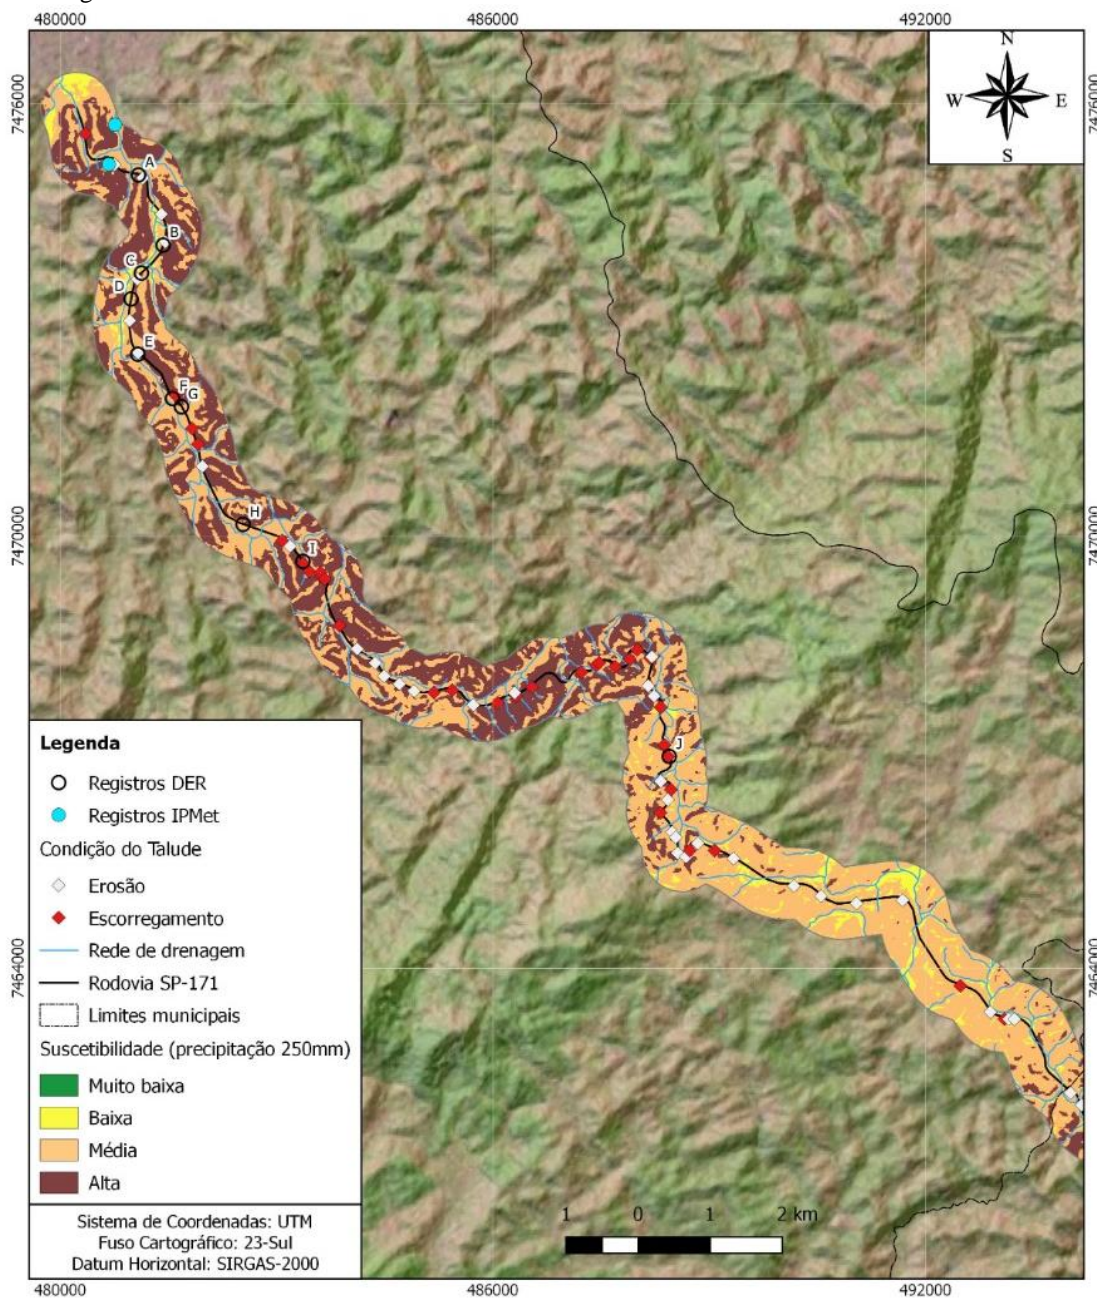 480000 486000 492000
N
W E
S
7476000 7476000
A
B
C
D
E
F
G
H
7470000 7470000
I
J
Legenda
Registros DER
Registros IPMet
Condição do Talude
Erosão
Escorregamento
Rede de drenagem
Rodovia SP-171
Limites municipais
Suscetibilidade (precipitação 250mm)
Muito baixa
Baixa
Média
Alta
7464000 7464000
Sistema de Coordenadas: UTM
Fuso Cartográfico: 23-Sul
Datum Horizontal: SIRGAS-2000
1 0 1 2 km
480000 486000 492000